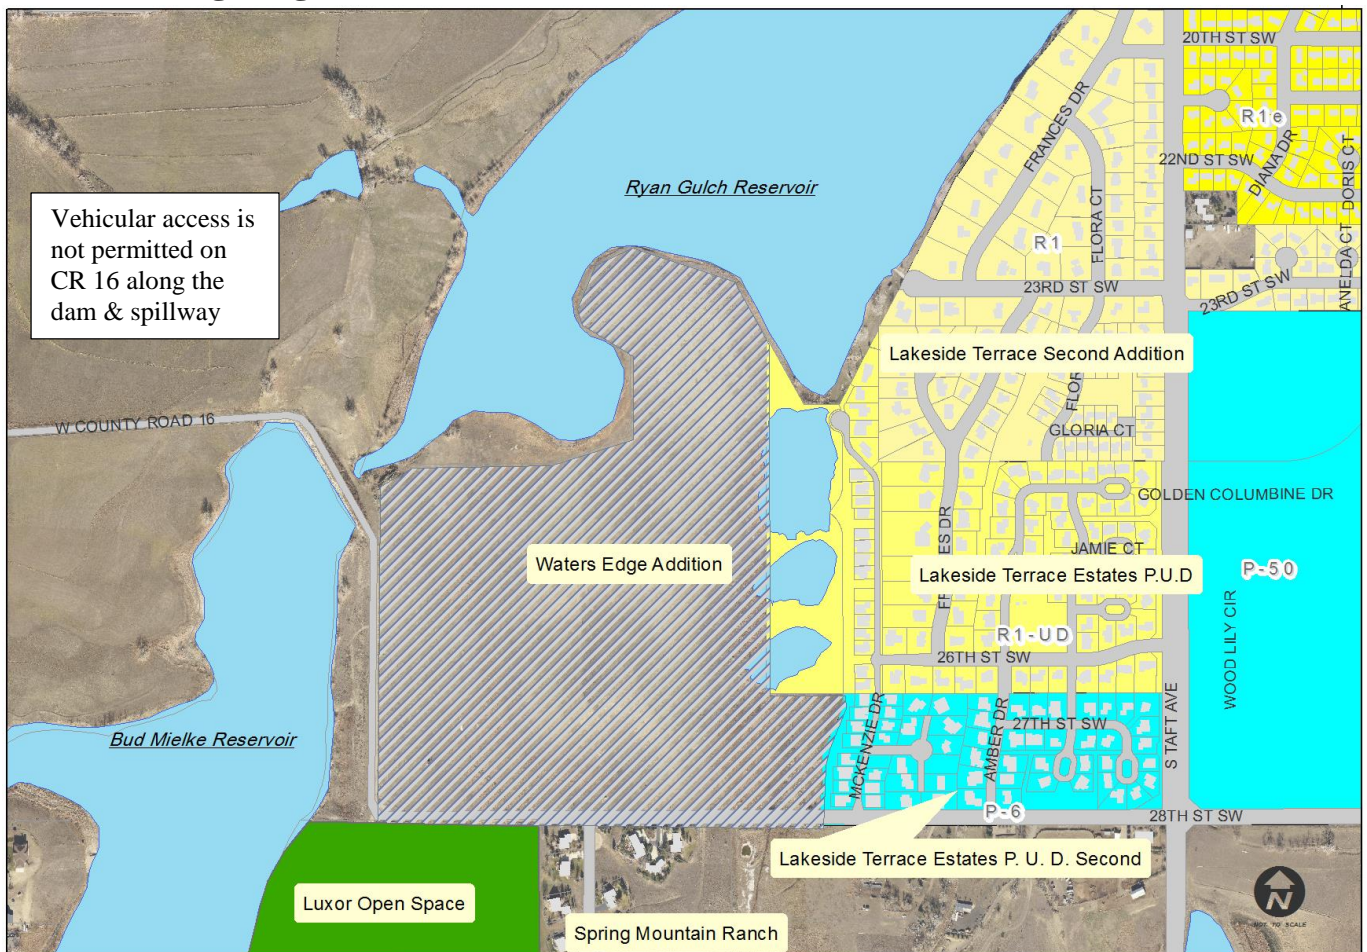 20TH ST SW
R1e
FRANCES DR
22ND ST SW
DIANA DR
DORIS CT
Ryan Gulch Reservoir
Vehicular access is
not permitted on
CR 16 along the
dam & spillway
FLORA CT
R1
ANELDA CT
23RD ST SW
23RD ST SW
Lakeside Terrace Second Addition
W COUNTY ROAD 16
GLORIA CT
GOLDEN COLUMBINE DR
JAMIE CT
Waters Edge Addition
Lakeside Terrace Estates P.U.D
P-50
WOOD LILY CIR
R1-UD
26TH ST SW
S TAFT AVE
MCKENZIE DR
AMBER DR
27TH ST SW
Bud Mielke Reservoir
P-6
28TH ST SW
Lakeside Terrace Estates P. U. D. Second
Luxor Open Space
Spring Mountain Ranch
N
NOT TO SCALE